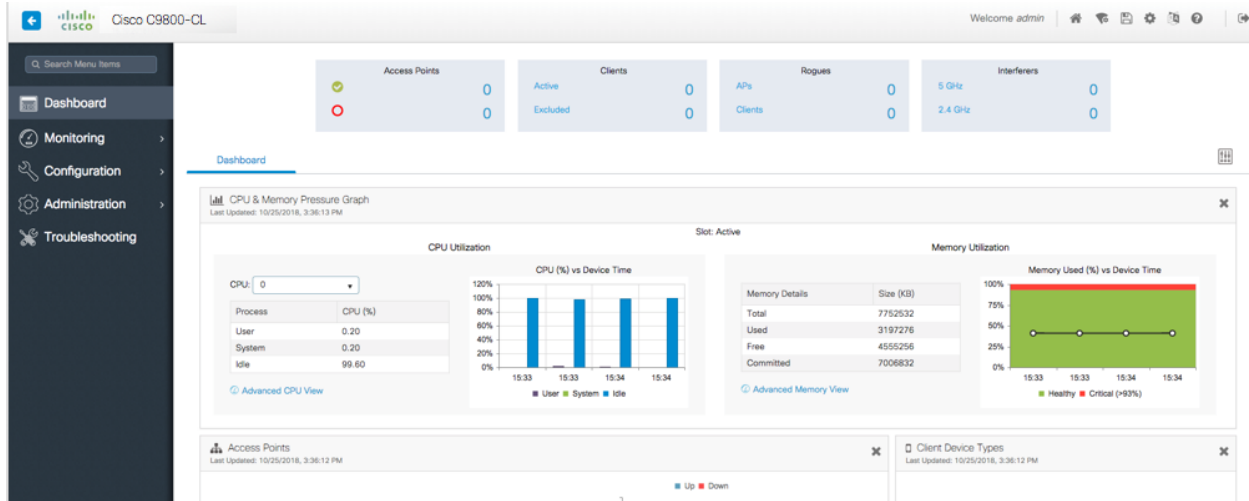 CISCO
Cisco C9800-CL
Welcome admin
Search Menu Items
Dashboard
Monitoring
Configuration
Administration
Troubleshooting
Access Points
0
0
Clients
Active 0
Excluded 0
Rogues
APs 0
Clients 0
Interferers
5 GHz 0
2.4 GHz 0
Dashboard
CPU & Memory Pressure Graph
Last Updated: 10/25/2018, 3:36:13 PM
Slot: Active
CPU Utilization
CPU: 0
Process CPU (%)
User 0.20
System 0.20
Idle 99.60
Advanced CPU View
CPU (%) vs Device Time
120%
100%
80%
60%
40%
20%
0%
15:33 15:33 15:34 15:34
User System Idle
Memory Utilization
Memory Details Size (KB)
Total 7752532
Used 3197276
Free 4555256
Committed 7006832
Advanced Memory View
Memory Used (%) vs Device Time
100%
75%
50%
25%
0%
15:33 15:33 15:34 15:34
Healthy Critical (>93%)
Access Points
Last Updated: 10/25/2018, 3:36:12 PM
Up Down
Client Device Types
Last Updated: 10/25/2018, 3:36:12 PM